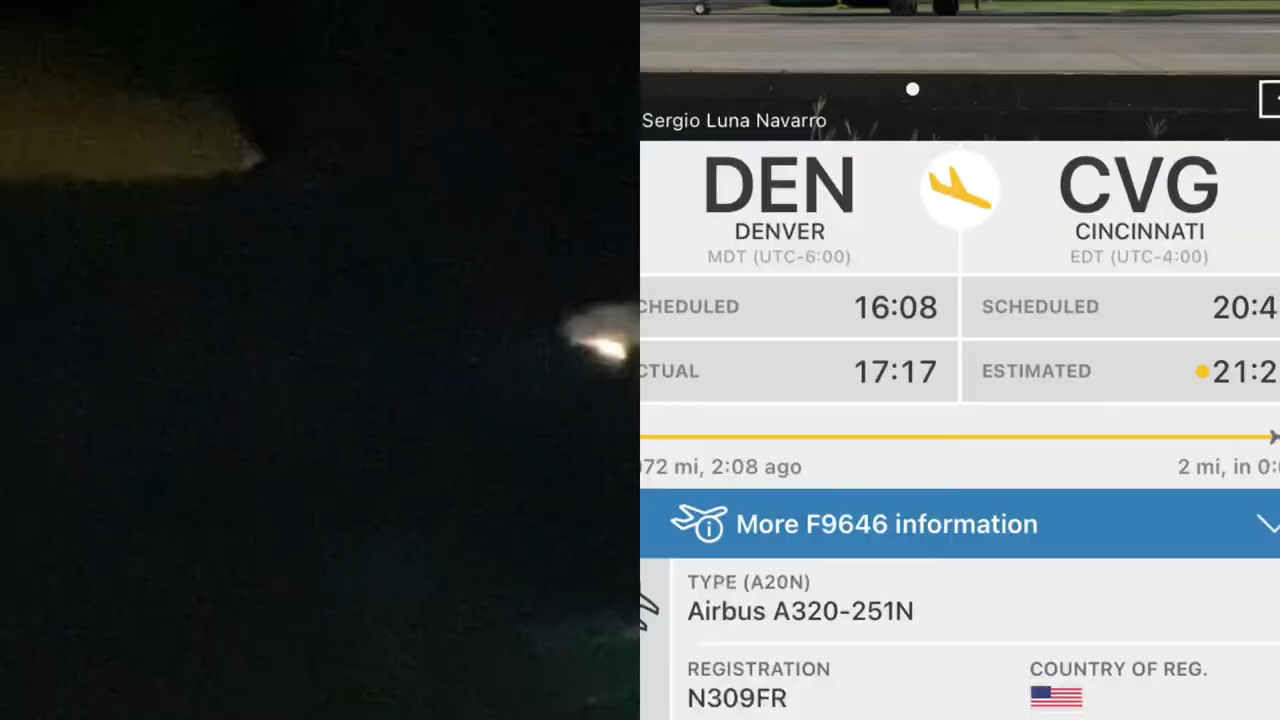 Sergio Luna Navarro
DEN CVG
DENVER CINCINNATI
MDT (UTC-6:00) EDT (UTC-4:00)
CHEDULED 16:08 SCHEDULED 20:4
CTUAL 17:17 ESTIMATED 21:2
72 mi, 2:08 ago 2 mi, in 0:
More F9646 information
TYPE (A20N)
Airbus A320-251N
REGISTRATION COUNTRY OF REG.
N309FR